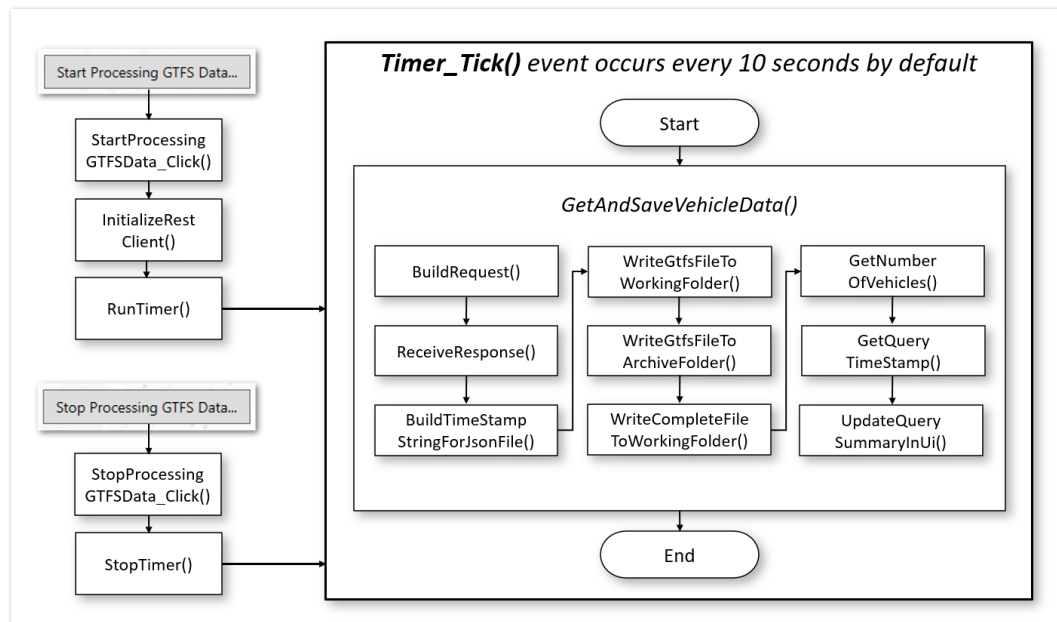 Start Processing GTFS Data...
StartProcessing
GTFSData_Click()
InitializeRest
Client()
RunTimer()
Stop Processing GTFS Data...
StopProcessing
GTFSData_Click()
StopTimer()
Timer_Tick() event occurs every 10 seconds by default
Start
GetAndSaveVehicleData()
BuildRequest()
ReceiveResponse()
BuildTimeStamp
StringForJsonFile()
WriteGtfsFileTo
WorkingFolder()
WriteGtfsFileTo
ArchiveFolder()
WriteCompleteFile
ToWorkingFolder()
GetNumber
OfVehicles()
GetQuery
TimeStamp()
UpdateQuery
SummaryInUi()
End